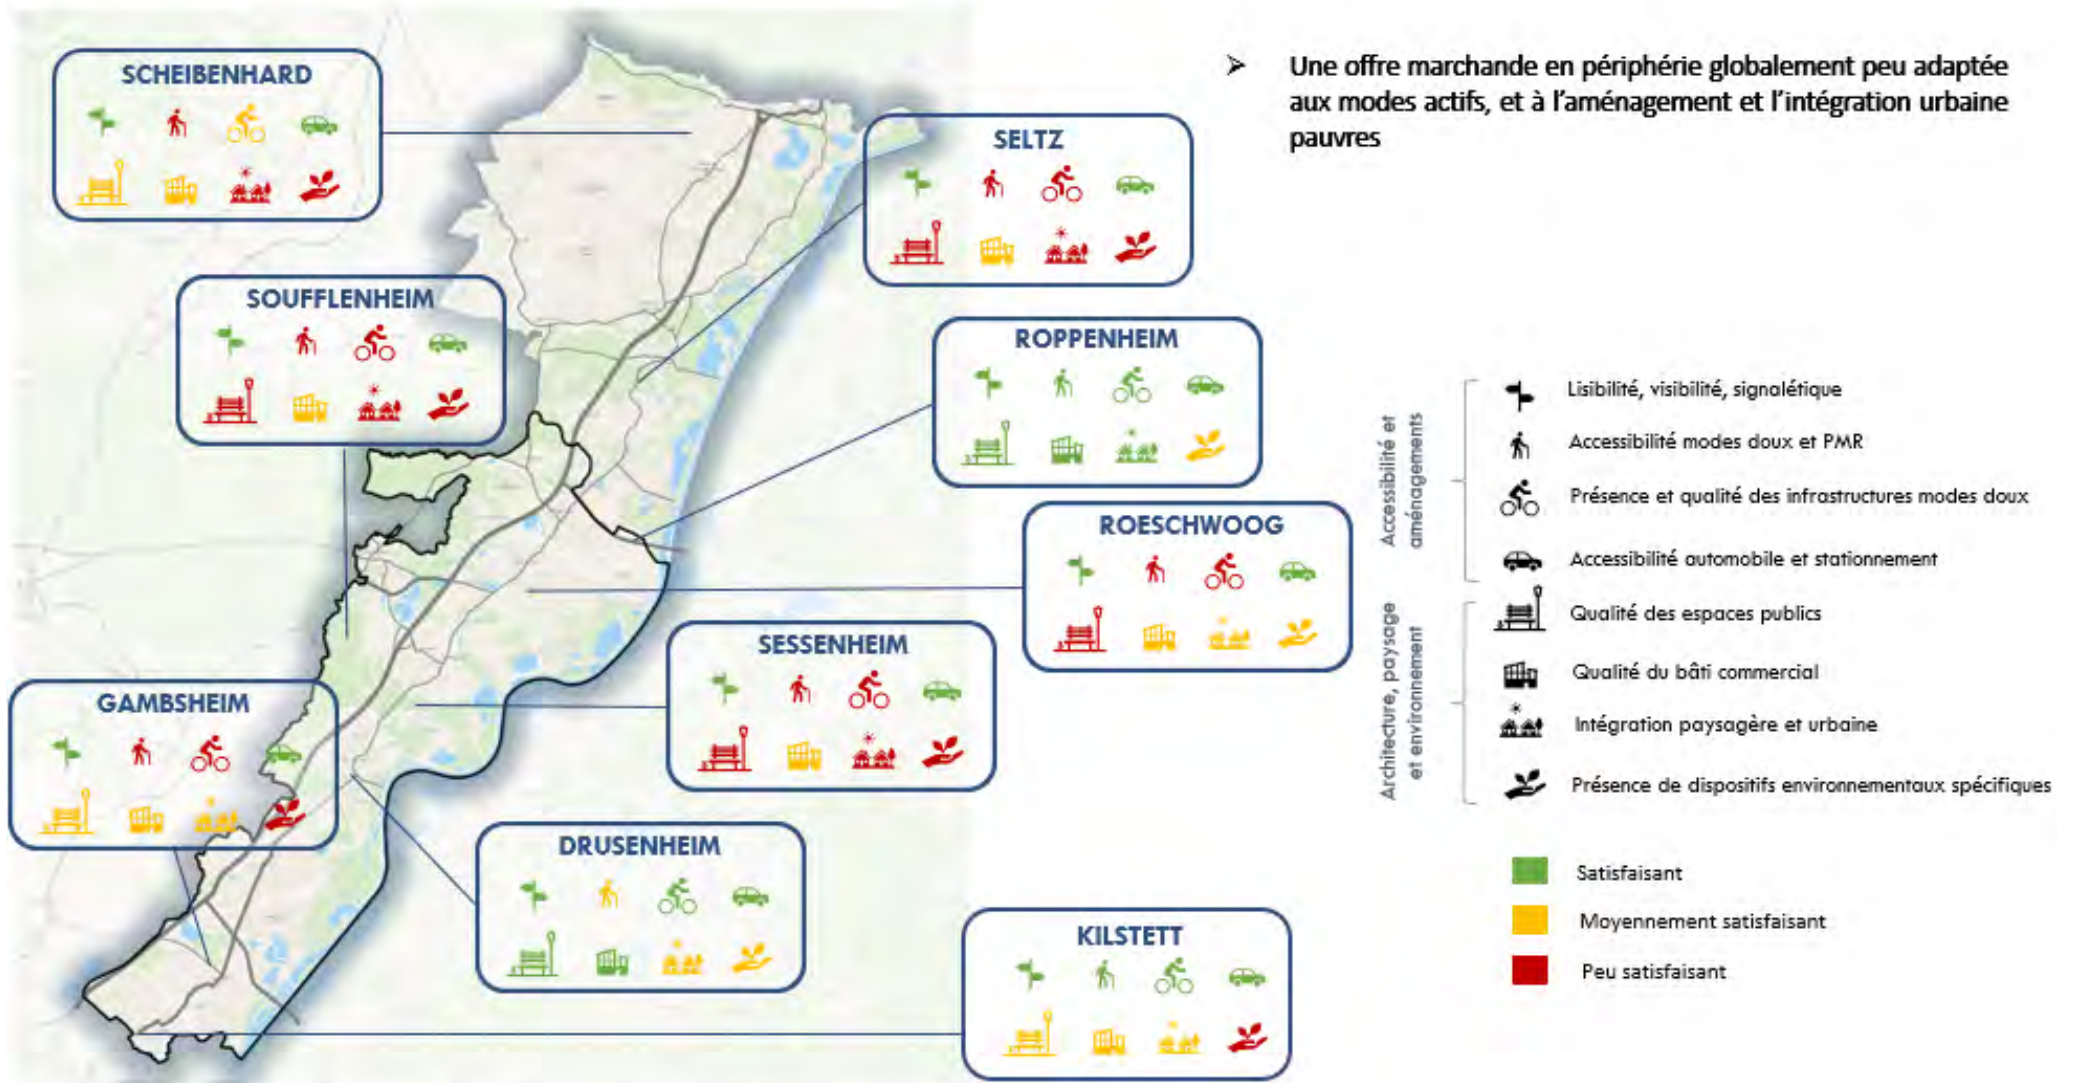 Une offre marchande en périphérie globalement peu adaptée
aux modes actifs, et à l'aménagement et l'intégration urbaine
pauvres
SCHEIBENHARD
SELTZ
SOUFFLENHEIM
ROPPENHEIM
ROESCHWOOG
SESSENHEIM
GAMBSHEIM
DRUSENHEIM
KILSTETT
Accessibilité et
aménagements
Lisibilité, visibilité, signalétique
Accessibilité modes doux et PMR
Présence et qualité des infrastructures modes doux
Accessibilité automobile et stationnement
Architecture, paysage
et environnement
Qualité des espaces publics
Qualité du bâti commercial
Intégration paysagère et urbaine
Présence de dispositifs environnementaux spécifiques
Satisfaisant
Moyennement satisfaisant
Peu satisfaisant